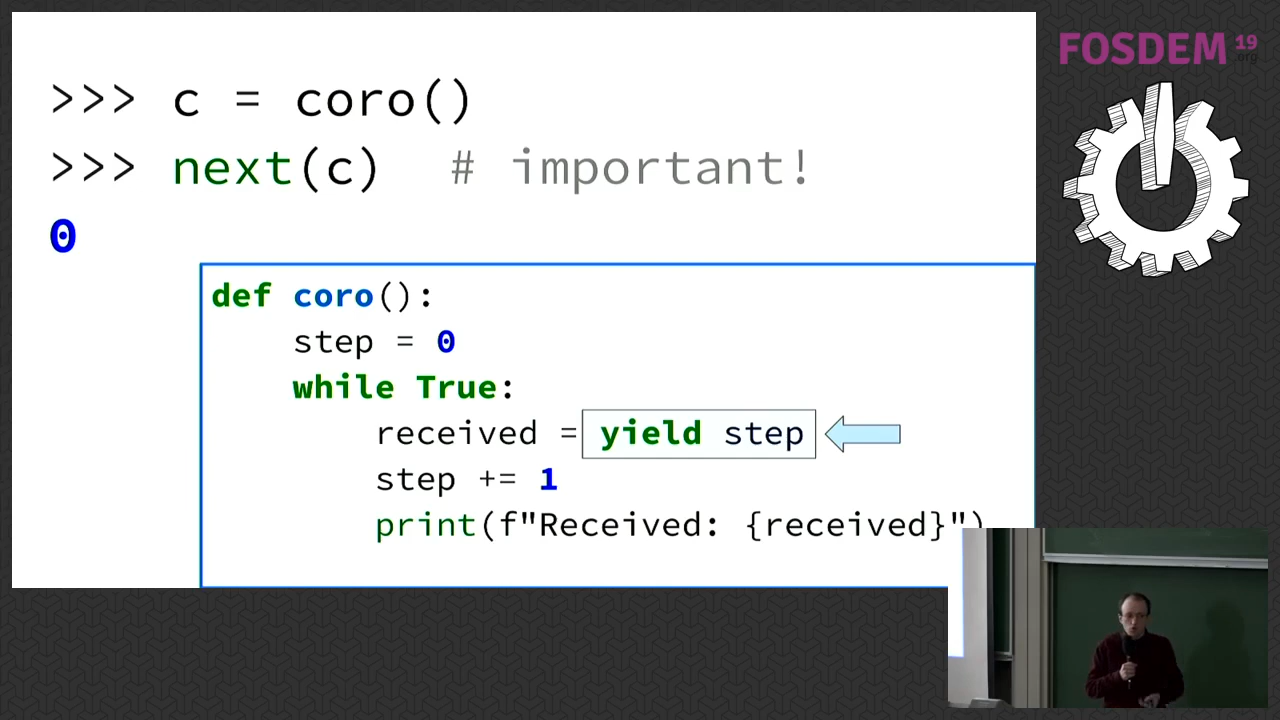 >>> c = coro()
>>> next(c)  # important!
0
def coro():
    step = 0
    while True:
        received = yield step
        step += 1
        print(f"Received: {received}")
FOSDEM 19
.org